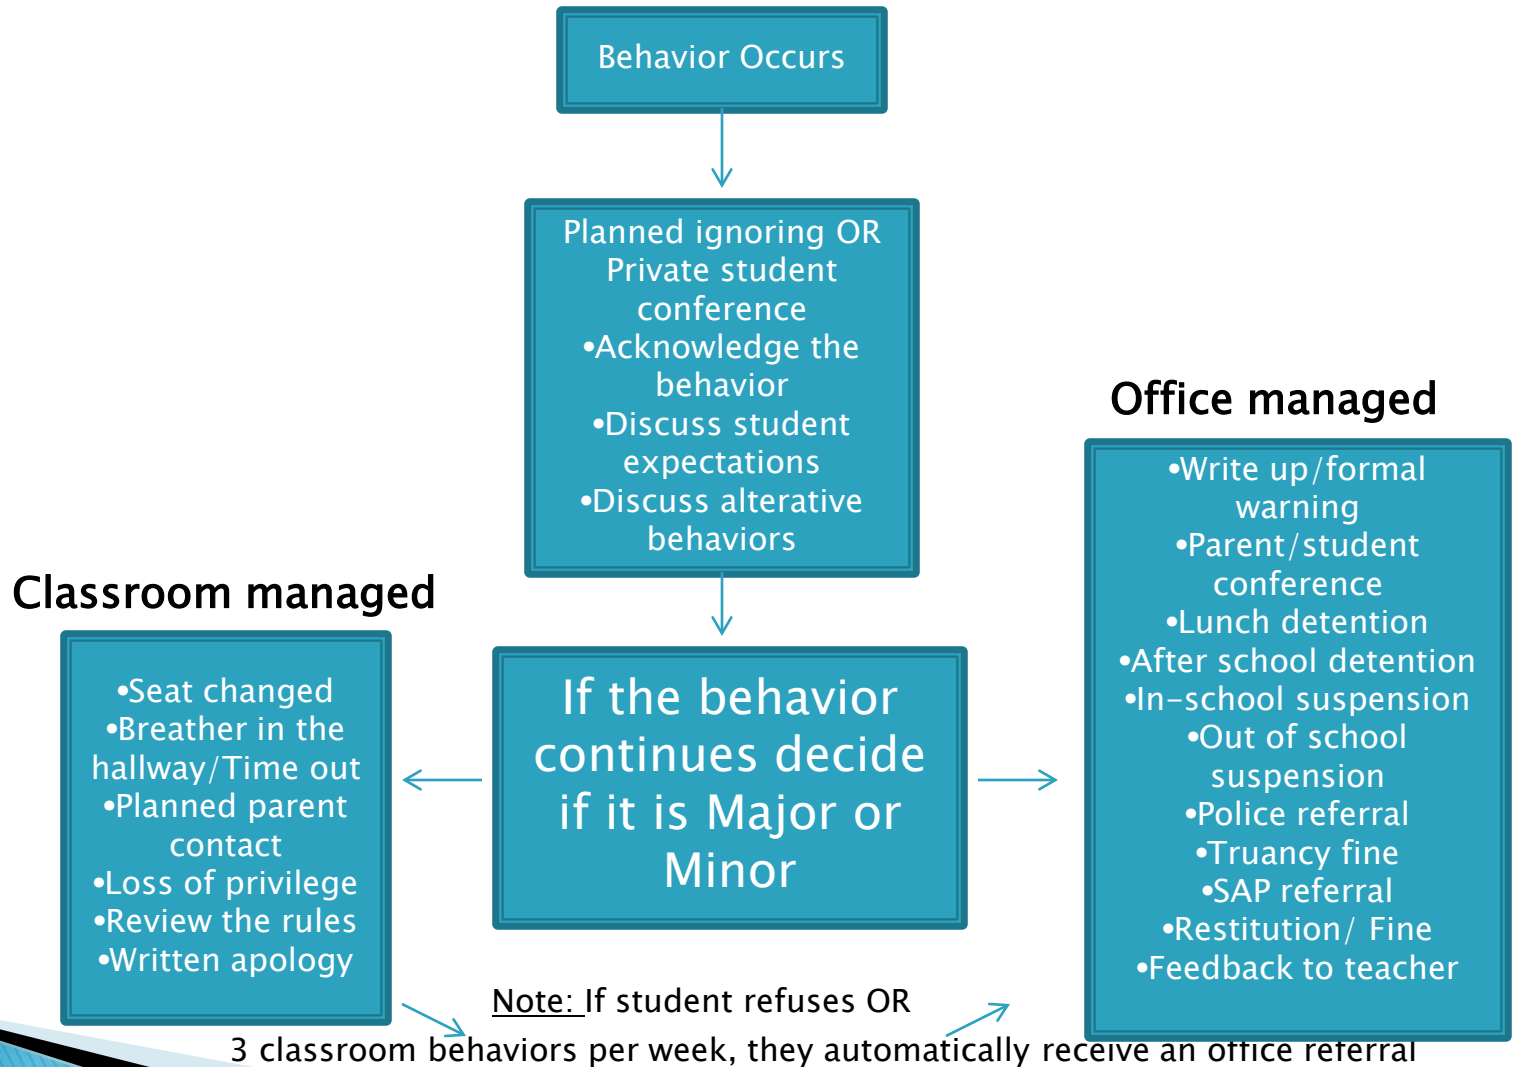 Behavior Occurs
Planned ignoring OR
Private student
conference
•Acknowledge the
behavior
•Discuss student
expectations
•Discuss alterative
behaviors
If the behavior
continues decide
if it is Major or
Minor
Classroom managed
•Seat changed
•Breather in the
hallway/Time out
•Planned parent
contact
•Loss of privilege
•Review the rules
•Written apology
Office managed
•Write up/formal
warning
•Parent/student
conference
•Lunch detention
•After school detention
•In-school suspension
•Out of school
suspension
•Police referral
•Truancy fine
•SAP referral
•Restitution/ Fine
•Feedback to teacher
Note: If student refuses OR
3 classroom behaviors per week, they automatically receive an office referral